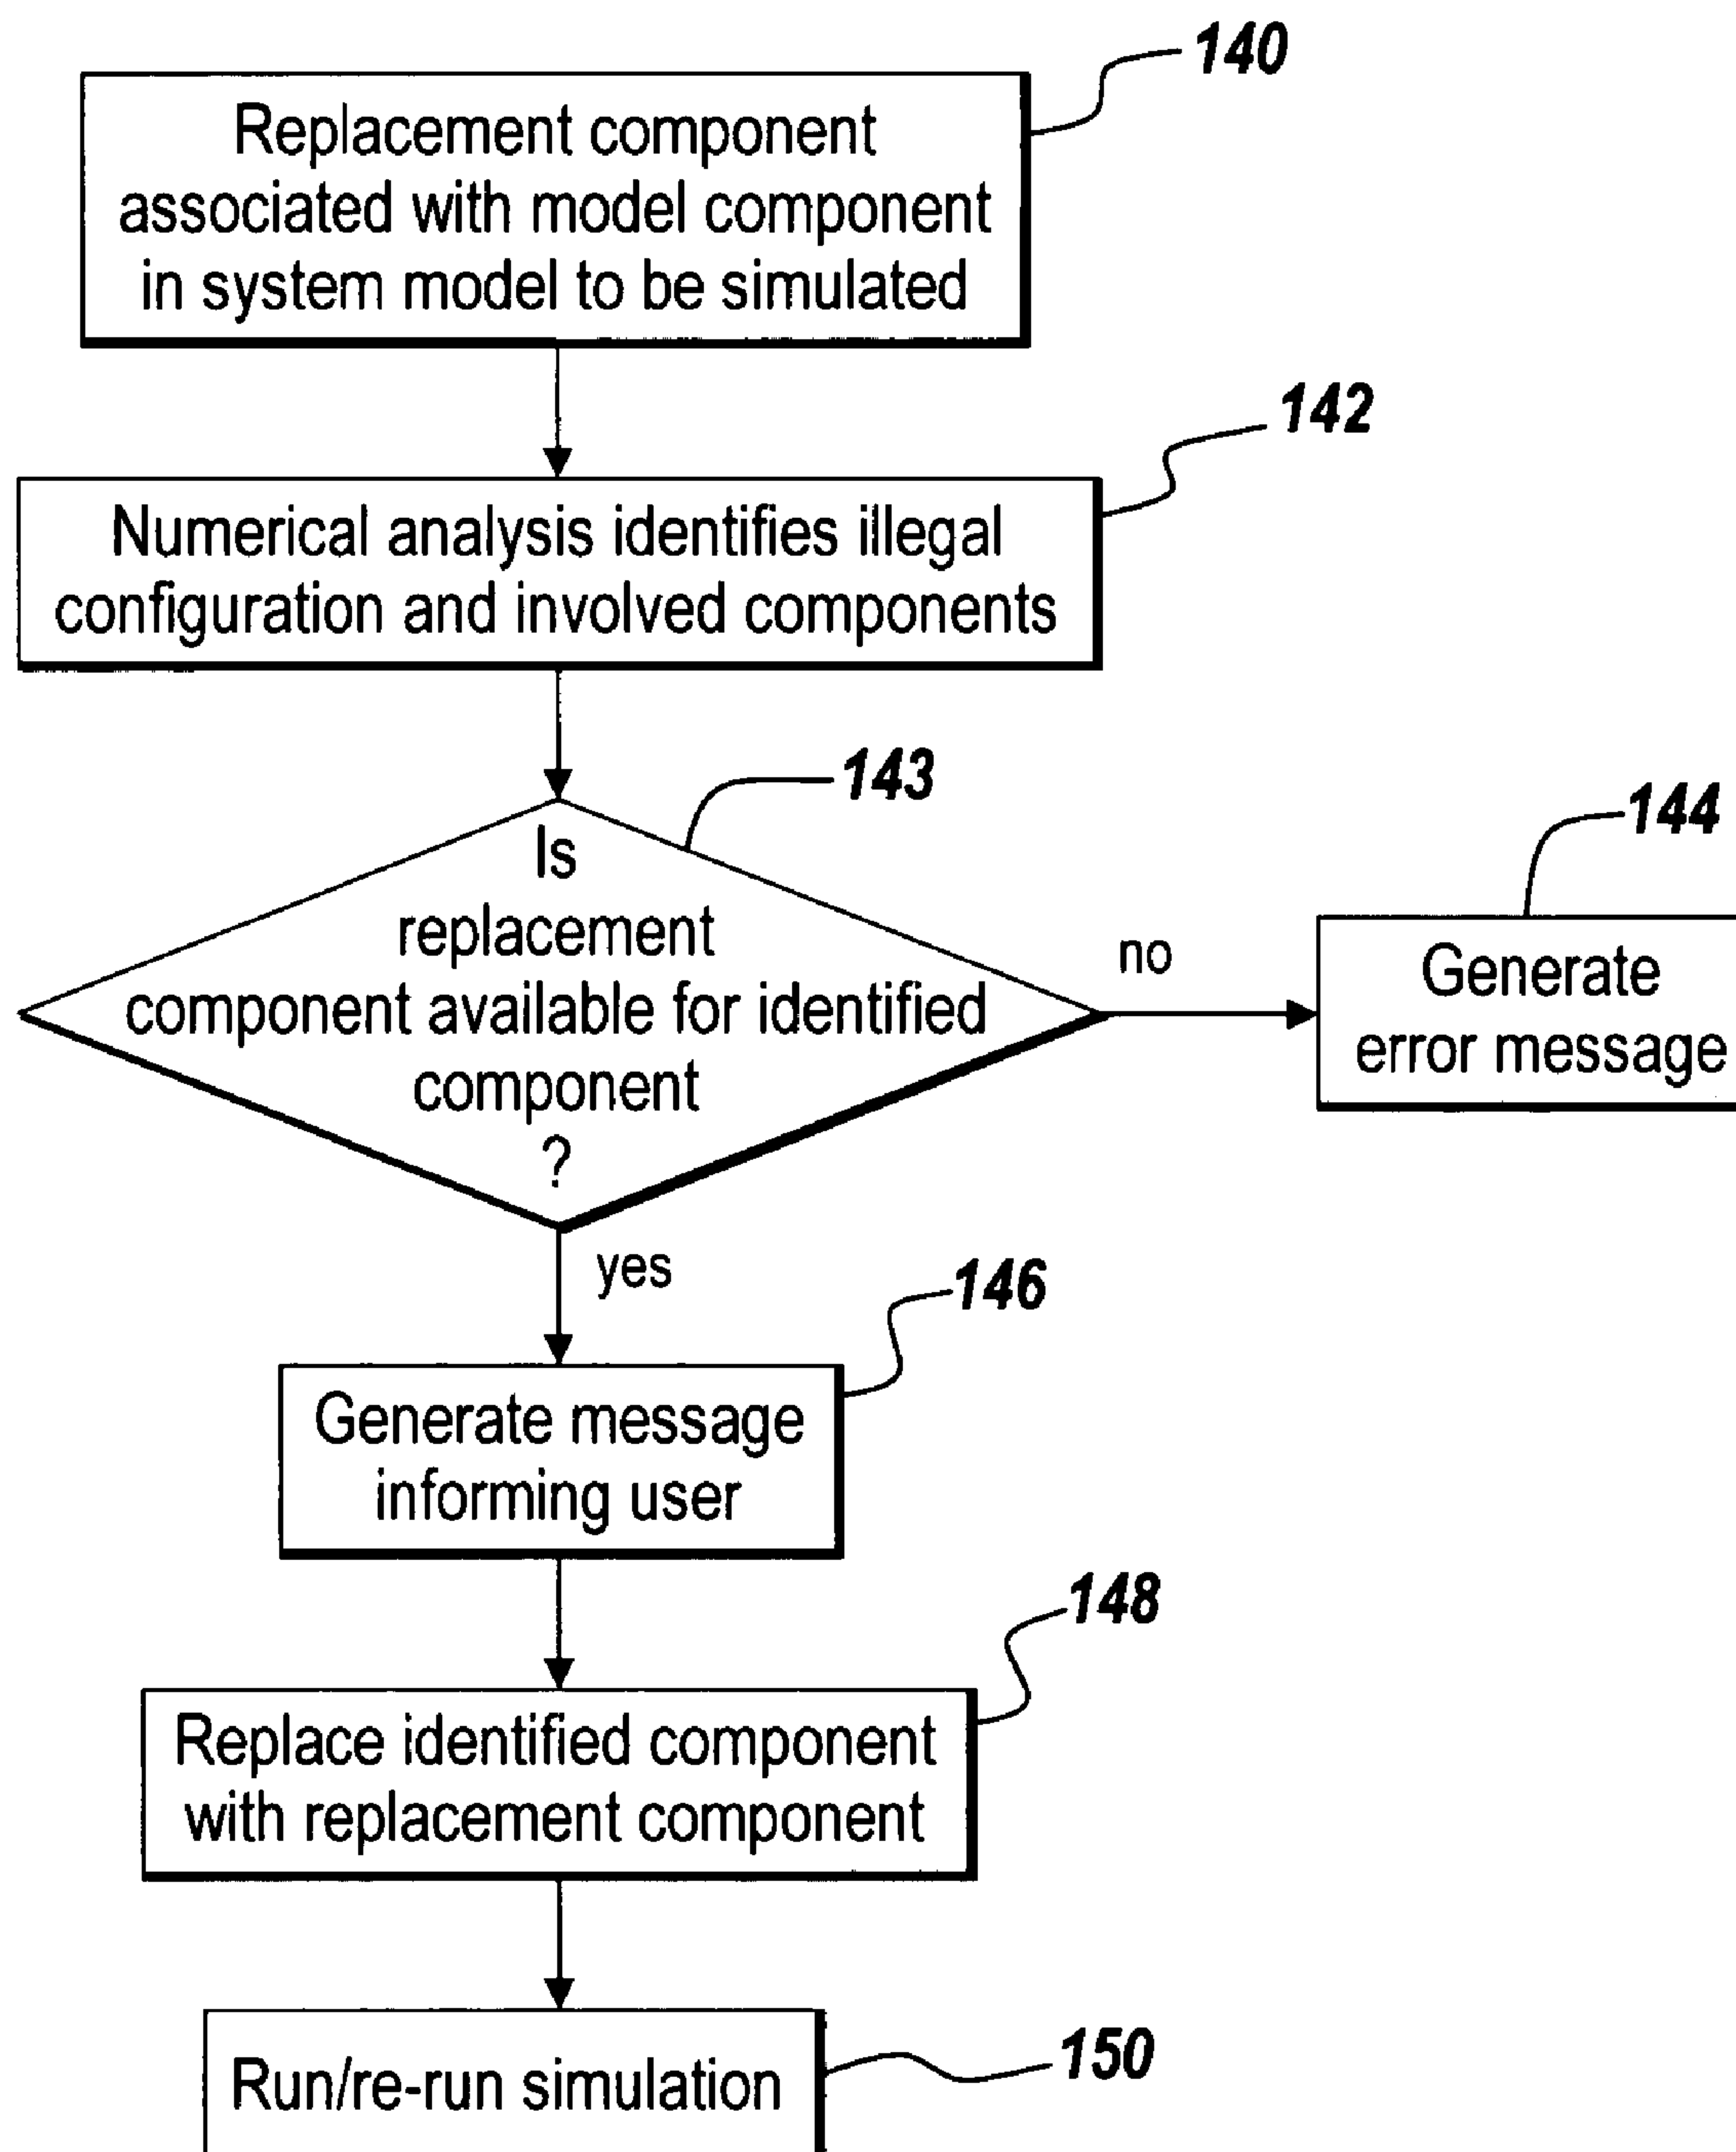 140
Replacement component
associated with model component
in system model to be simulated
142
Numerical analysis identifies illegal
configuration and involved components
143
Is
replacement
component available for identified
component
?
no
144
Generate
error message
yes
146
Generate message
informing user
148
Replace identified component
with replacement component
150
Run/re-run simulation